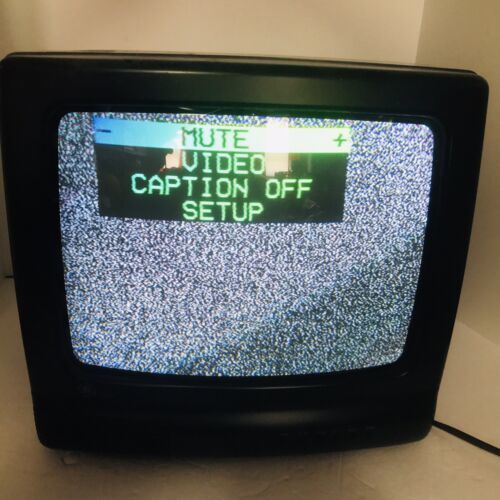 - MUTE +
VIDEO
CAPTION OFF
SETUP